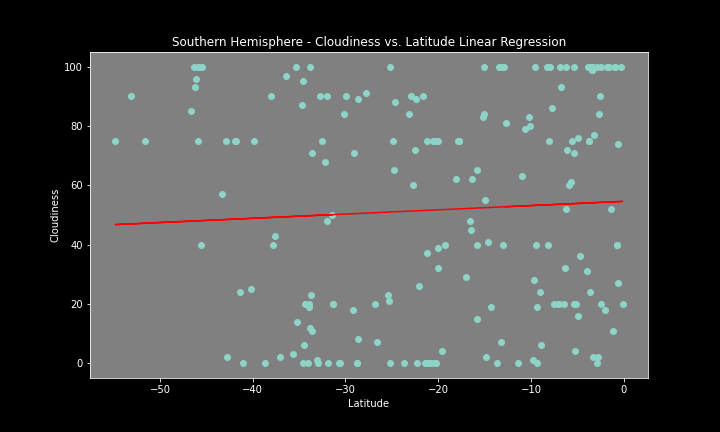 Southern Hemisphere - Cloudiness vs. Latitude Linear Regression
100
80
60
40
20
0
Cloudiness
−50 −40 −30 −20 −10 0
Latitude